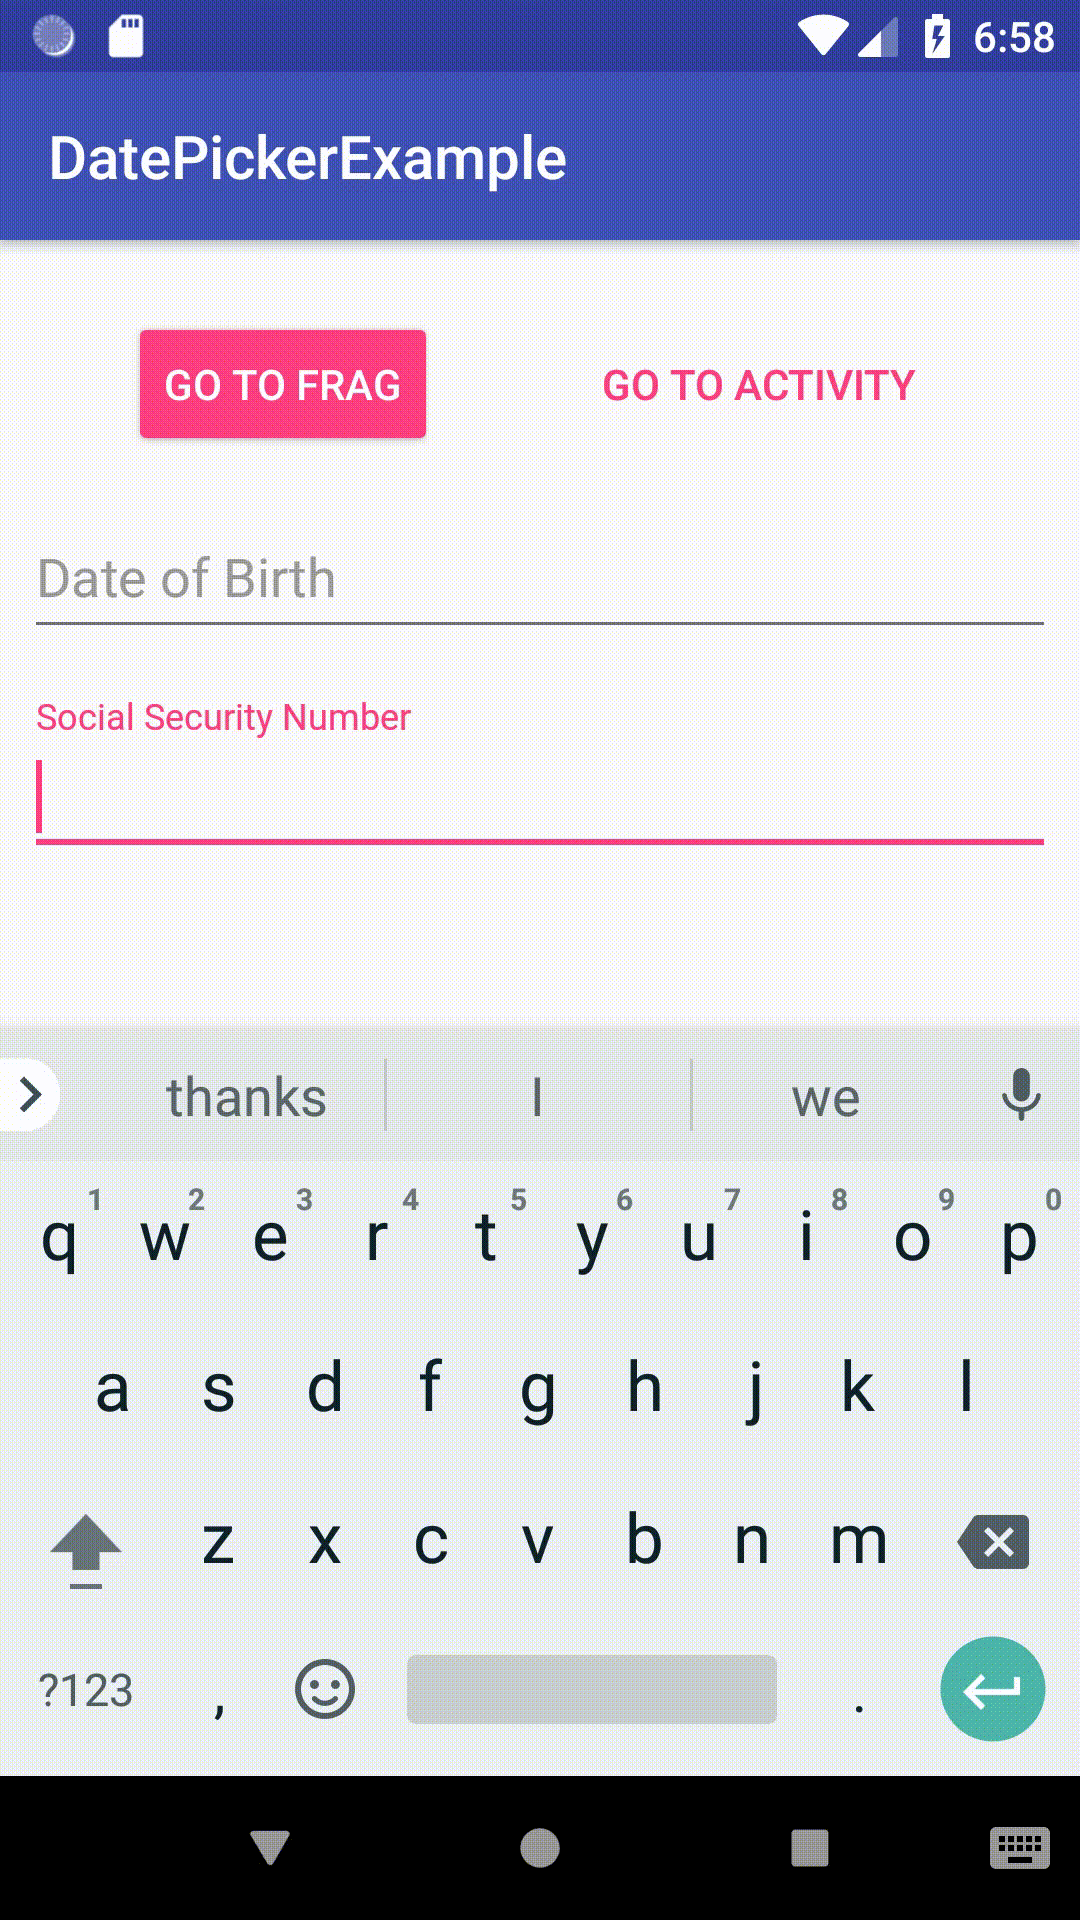 6:58
DatePickerExample
GO TO FRAG GO TO ACTIVITY
Date of Birth
Social Security Number
thanks I we
1 2 3 4 5 6 7 8 9 0
q w e r t y u i o p
a s d f g h j k l
z x c v b n m
?123 , .